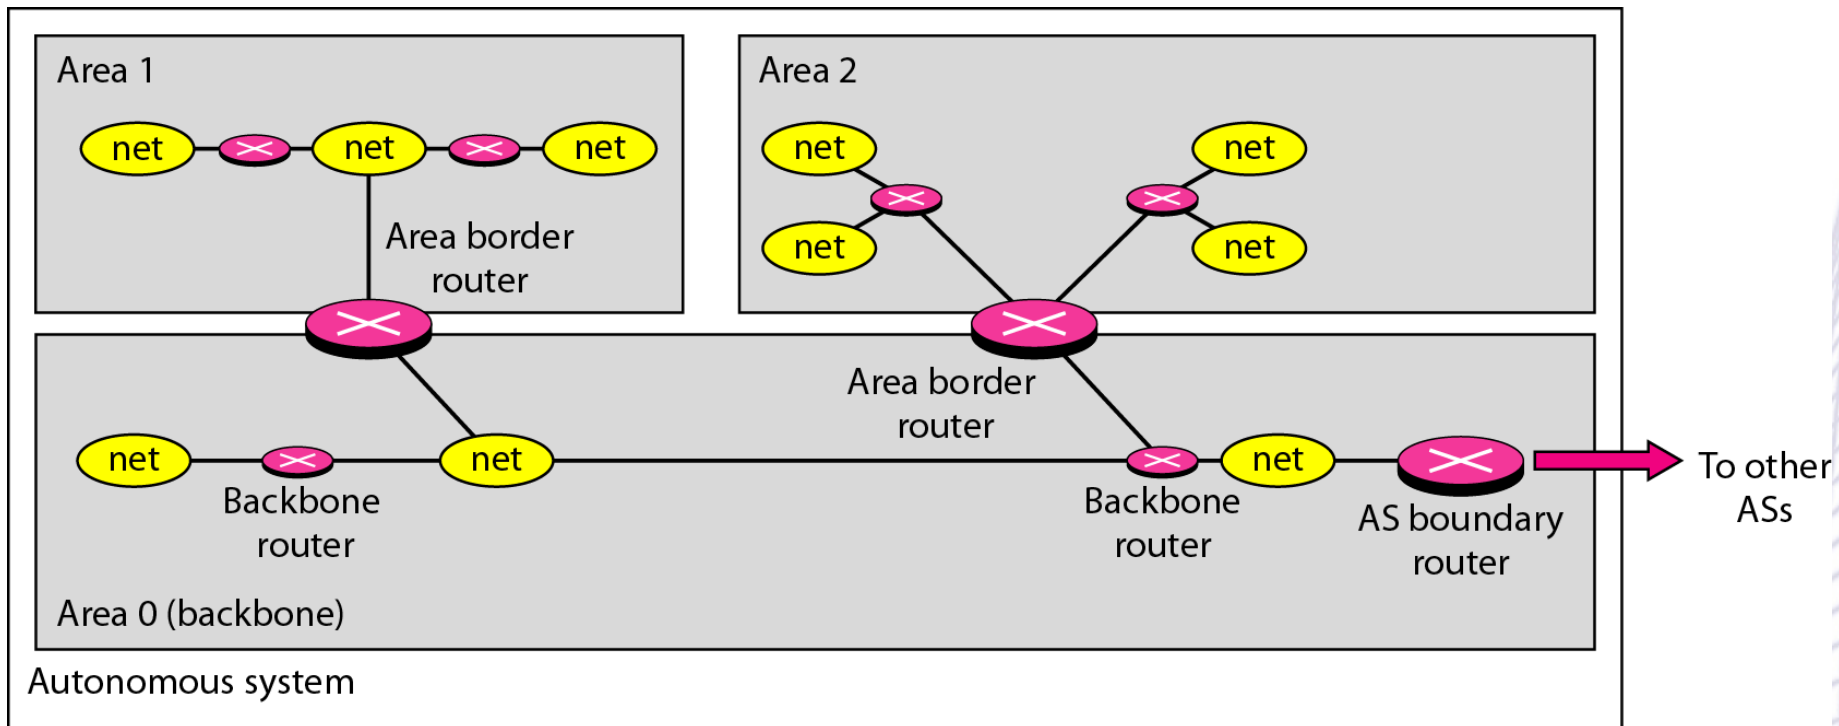 Area 1
net
net
net
Area border
router
Area 2
net
net
net
net
Area border
router
net
net
net
Backbone
router
Backbone
router
AS boundary
router
To other
ASs
Area 0 (backbone)
Autonomous system